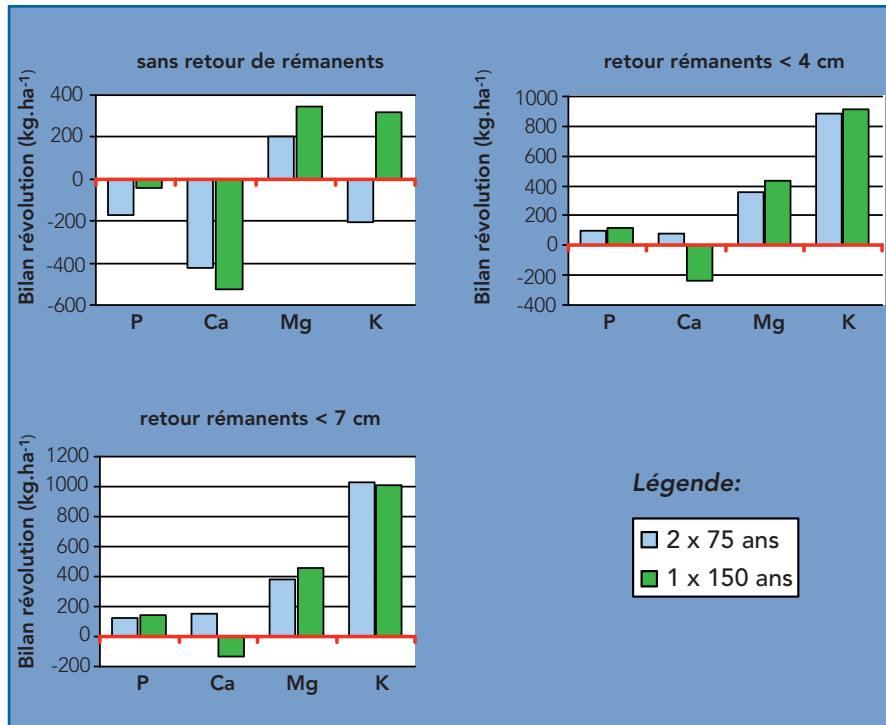 sans retour de rémanents
Bilan révolution (kg.ha-1)
400
200
0
-200
-400
-600
P Ca Mg K
retour rémanents < 4 cm
Bilan révolution (kg.ha-1)
1000
800
600
400
200
0
-200
-400
P Ca Mg K
retour rémanents < 7 cm
Bilan révolution (kg.ha-1)
1200
1000
800
600
400
200
0
-200
P Ca Mg K
Légende:
2 x 75 ans
1 x 150 ans